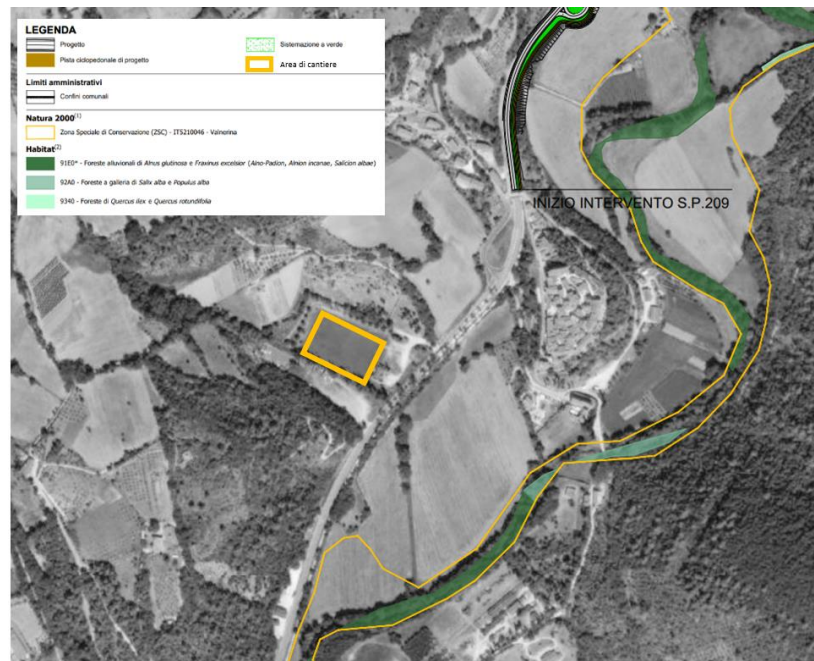 LEGENDA
Progetto
Pista ciclopedonale di progetto
Sistemazione a verde
Area di cantiere
Limiti amministrativi
Confini comunali
Natura 2000(1)
Zona Speciale di Conservazione (ZSC) - IT5210046 - Valnerina
Habitat(2)
91E0* - Foreste alluvionali di Alnus glutinosa e Fraxinus excelsior (Alno-Padion, Alnion incanae, Salicion albae)
92A0 - Foreste a galleria di Salix alba e Populus alba
9340 - Foreste di Quercus ilex e Quercus rotundifolia
INIZIO INTERVENTO S.P.209